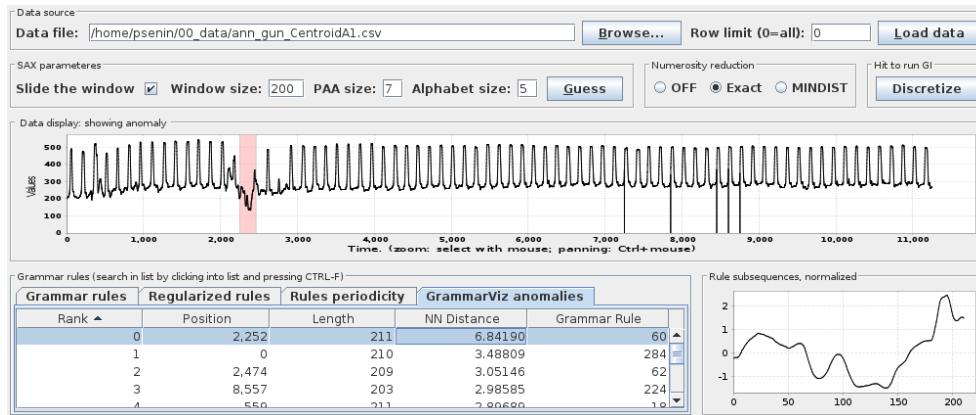 Data source
Data file: /home/psenin/00_data/ann_gun_CentroidA1.csv Browse... Row limit (0=all): 0 Load data
SAX parameteres Numerosity reduction Hit to run GI
Slide the window Window size: 200 PAA size: 7 Alphabet size: 5 Guess OFF Exact MINDIST Discretize
Data display: showing anomaly
Values
500
400
300
200
100
0
0 1,000 2,000 3,000 4,000 5,000 6,000 7,000 8,000 9,000 10,000 11,000
Time. (zoom: select with mouse; panning: Ctrl+mouse)
Grammar rules (search in list by clicking into list and pressing CTRL-F)
Grammar rules Regularized rules Rules periodicity GrammarViz anomalies
Rank Position Length NN Distance Grammar Rule
0 2,252 211 6.84190 60
1 0 210 3.48809 284
2 2,474 209 3.05146 62
3 8,557 203 2.98585 224
4 559 211 2.89689 18
Rule subsequences, normalized
2
1
0
-1
0 50 100 150 200